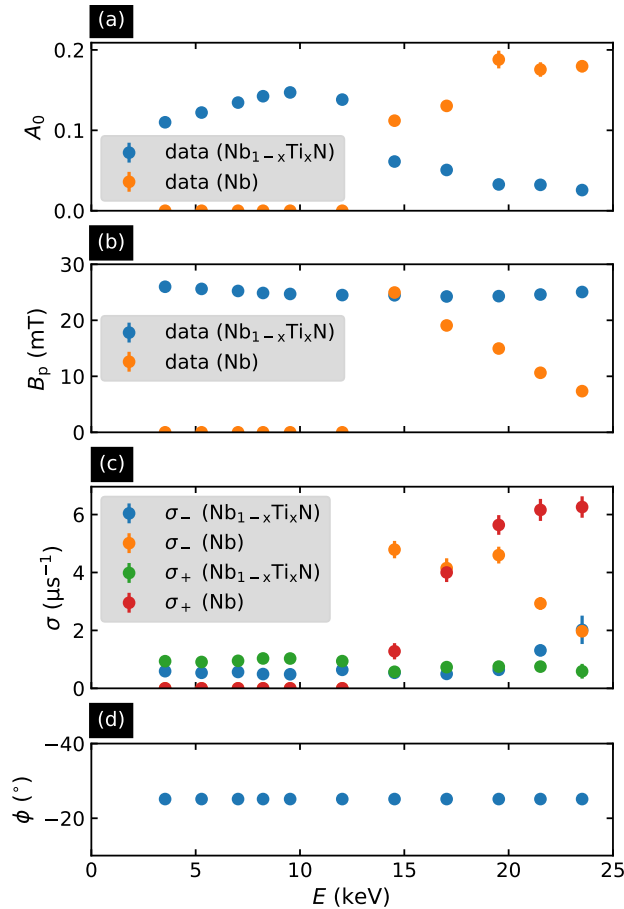 (a)
0.2
0.1
0.0
A₀
data (Nb₁₋ₓTiₓN)
data (Nb)
(b)
30
20
10
0
Bₚ (mT)
data (Nb₁₋ₓTiₓN)
data (Nb)
(c)
6
4
2
0
σ (µs⁻¹)
σ₋ (Nb₁₋ₓTiₓN)
σ₋ (Nb)
σ₊ (Nb₁₋ₓTiₓN)
σ₊ (Nb)
(d)
−40
−20
ϕ (°)
0 5 10 15 20 25
E (keV)